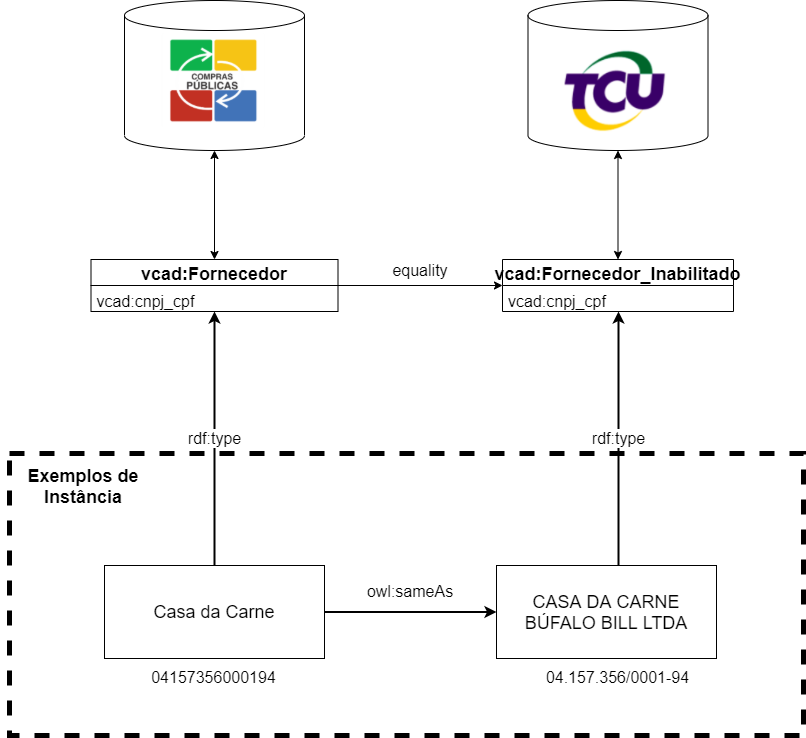 COMPRAS
PÚBLICAS
TCU
vcad:Fornecedor
vcad:cnpj_cpf
equality
vcad:Fornecedor_Inabilitado
vcad:cnpj_cpf
rdf:type
rdf:type
Exemplos de
Instância
Casa da Carne
owl:sameAs
CASA DA CARNE
BÚFALO BILL LTDA
04157356000194
04.157.356/0001-94